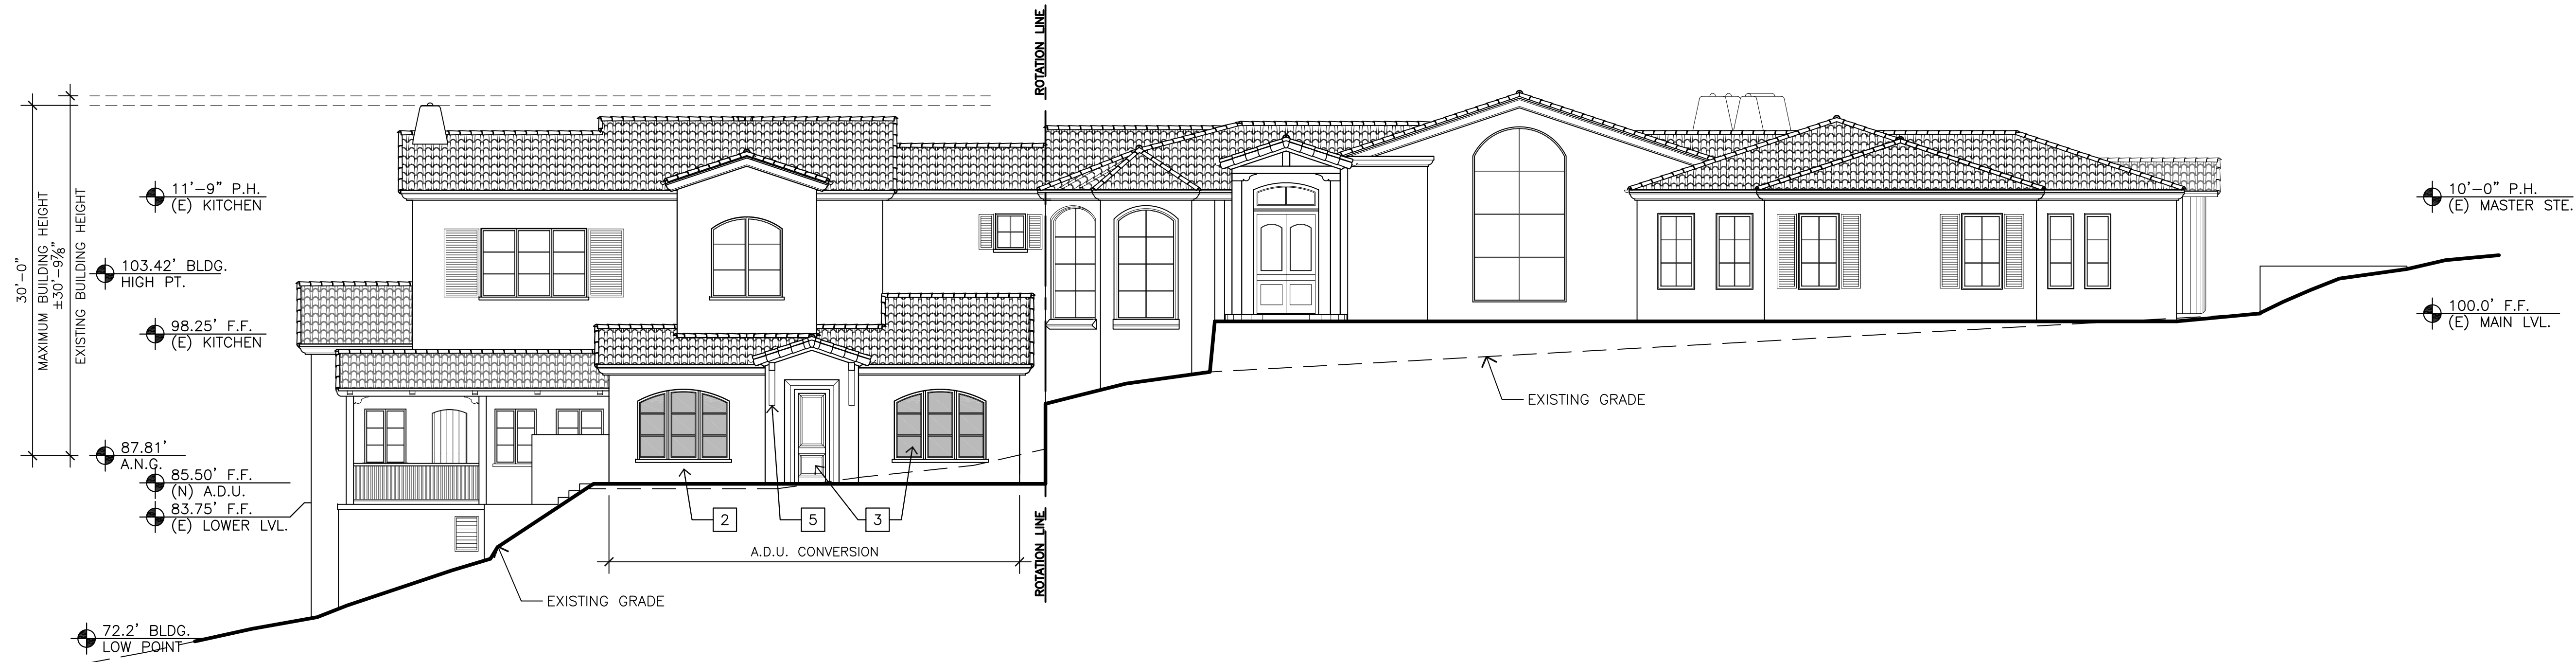 ROTATION LINE
30'-0"
MAXIMUM BUILDING HEIGHT
±30'-9⅞"
EXISTING BUILDING HEIGHT
11'-9" P.H.
(E) KITCHEN
103.42' BLDG.
HIGH PT.
98.25' F.F.
(E) KITCHEN
87.81'
A.N.G.
85.50' F.F.
(N) A.D.U.
83.75' F.F.
(E) LOWER LVL.
72.2' BLDG.
LOW POINT
2
5
3
A.D.U. CONVERSION
EXISTING GRADE
ROTATION LINE
EXISTING GRADE
10'-0" P.H.
(E) MASTER STE.
100.0' F.F.
(E) MAIN LVL.